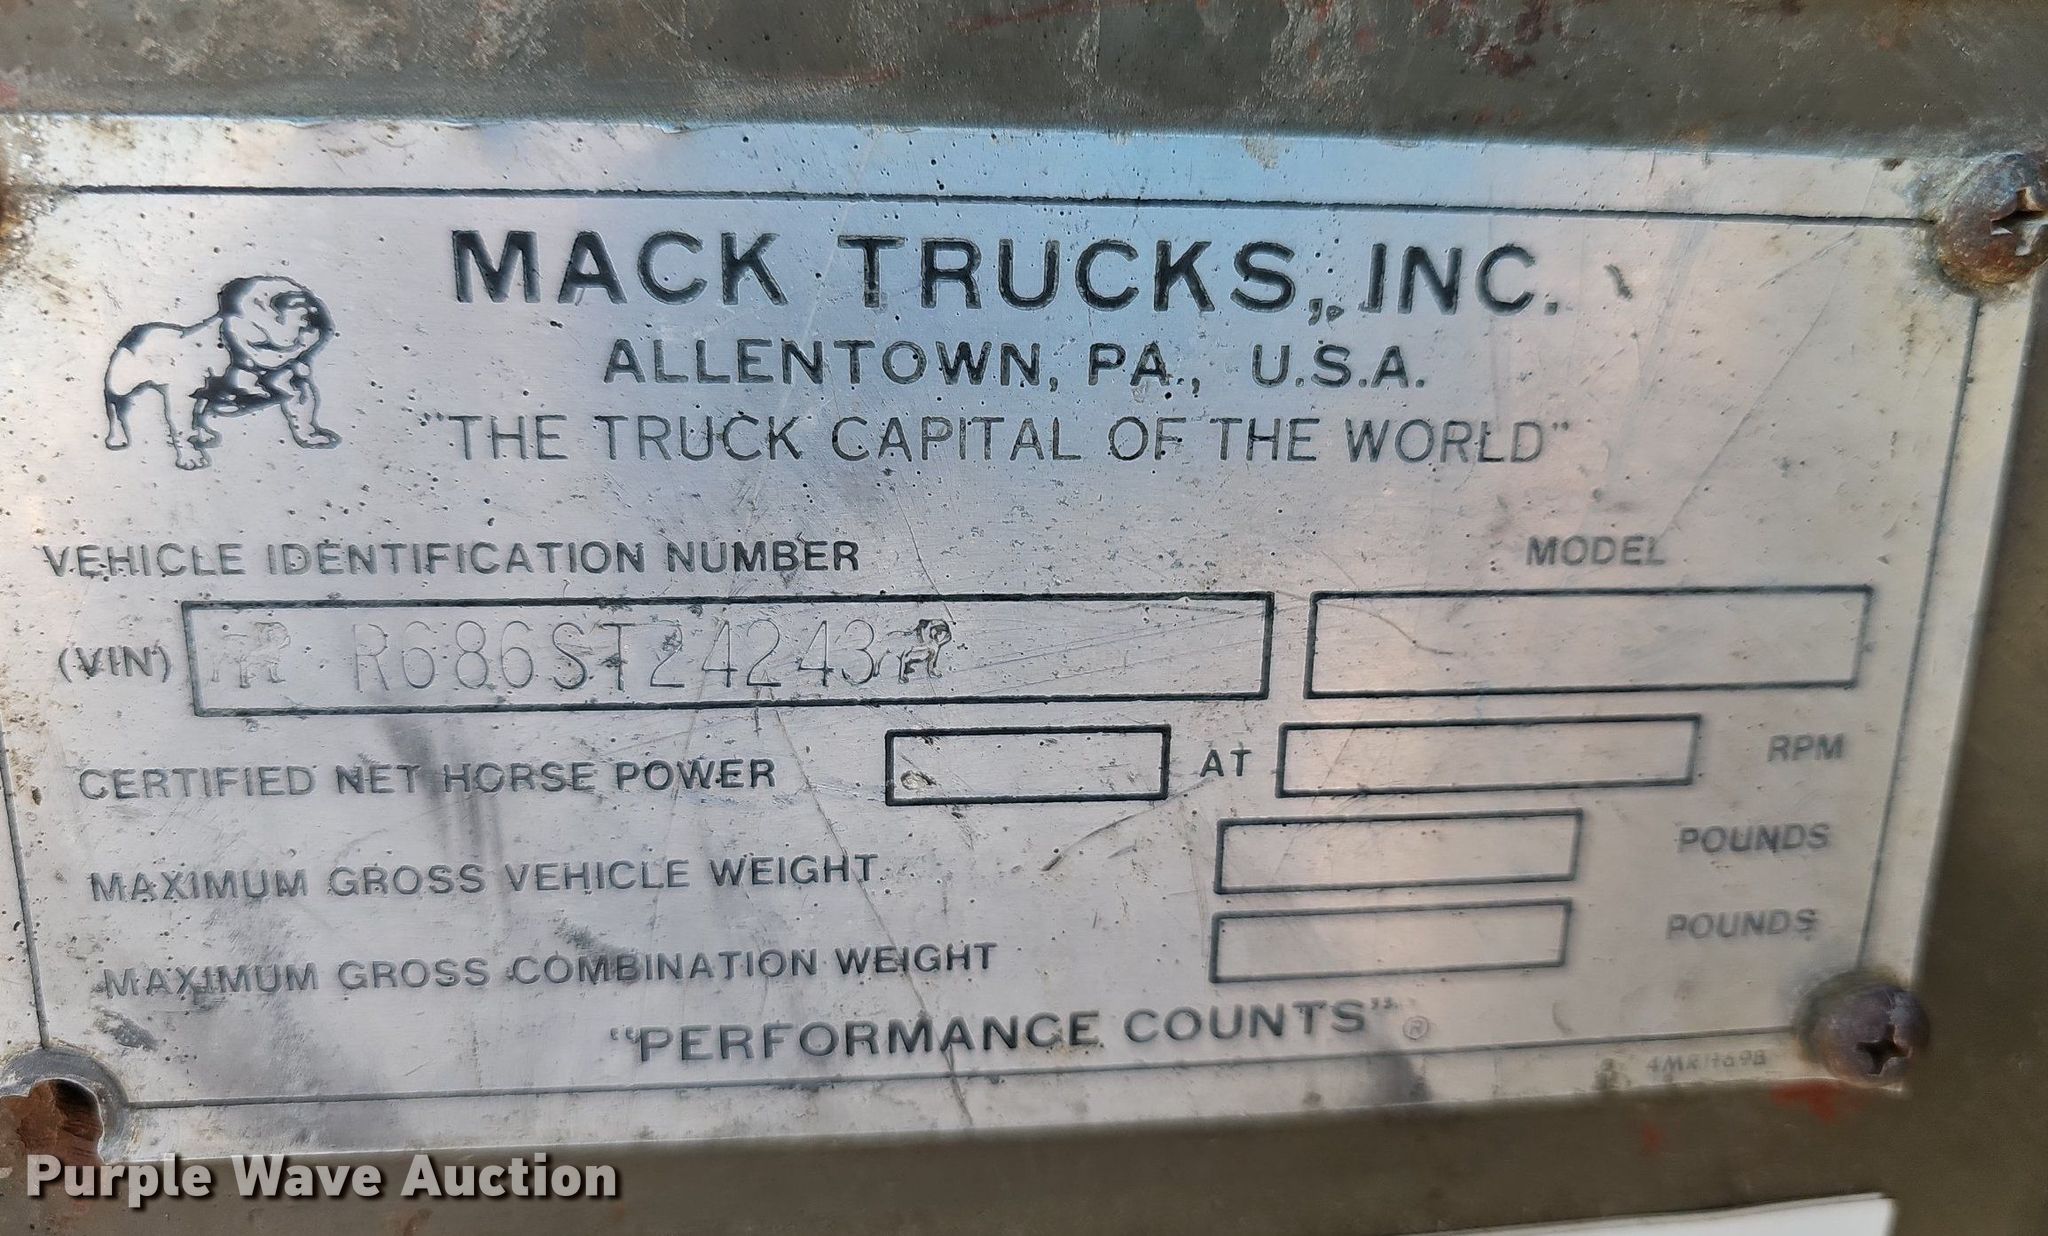 MACK TRUCKS, INC.
ALLENTOWN, PA., U.S.A.
"THE TRUCK CAPITAL OF THE WORLD"
VEHICLE IDENTIFICATION NUMBER MODEL
(VIN) R686ST24243
CERTIFIED NET HORSE POWER AT RPM
MAXIMUM GROSS VEHICLE WEIGHT POUNDS
MAXIMUM GROSS COMBINATION WEIGHT POUNDS
"PERFORMANCE COUNTS"®
Purple Wave Auction